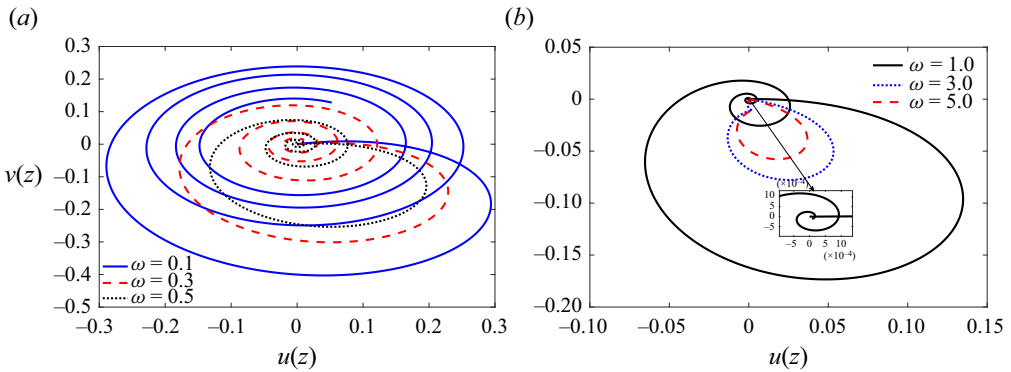 (a)
0.3
0.2
0.1
0
–0.1
–0.2
–0.3
–0.4
–0.5
v(z)
ω = 0.1
ω = 0.3
ω = 0.5
–0.3 –0.2 –0.1 0 0.1 0.2 0.3
u(z)
(b)
0.05
0
–0.05
–0.10
–0.15
–0.20
ω = 1.0
ω = 3.0
ω = 5.0
(×10⁻⁴)
10
5
0
–5
–5 0 5 10
(×10⁻⁴)
–0.10 –0.05 0 0.05 0.10 0.15
u(z)